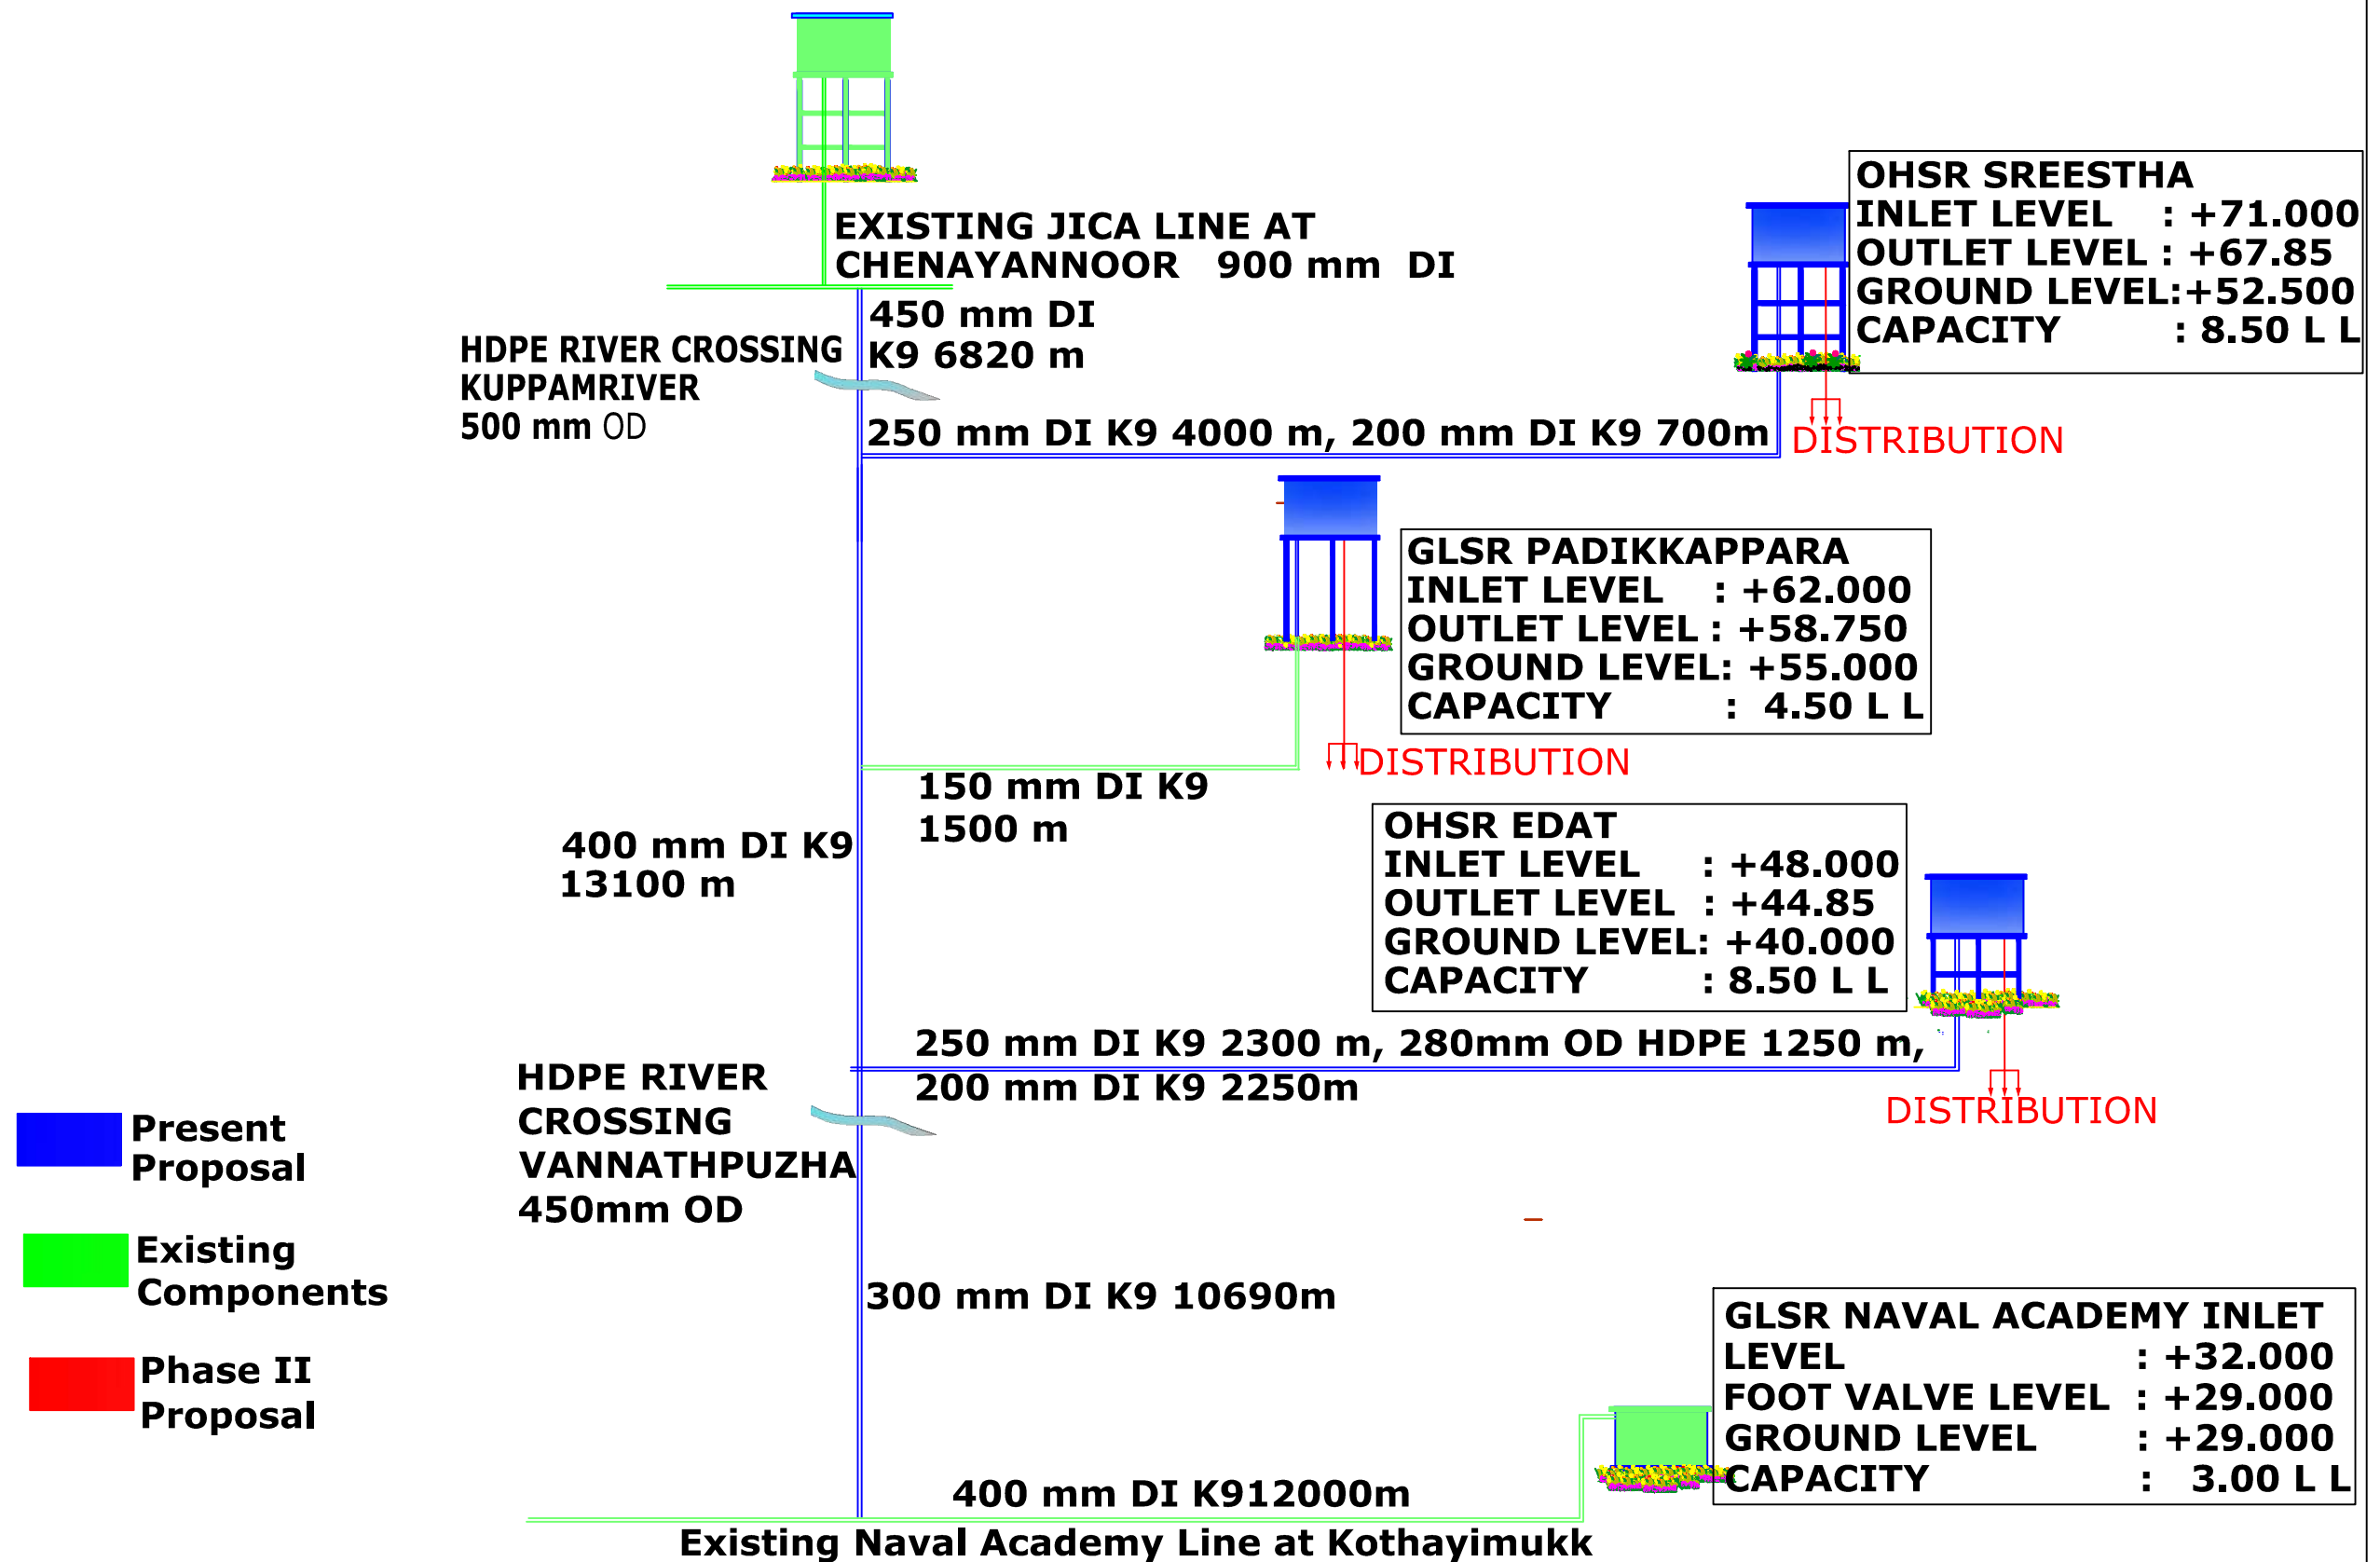 EXISTING JICA LINE AT
CHENAYANNOOR 900 mm DI
450 mm DI
K9 6820 m
HDPE RIVER CROSSING
KUPPAMRIVER
500 mm OD
OHSR SREESTHA
INLET LEVEL : +71.000
OUTLET LEVEL : +67.85
GROUND LEVEL:+52.500
CAPACITY : 8.50 L L
250 mm DI K9 4000 m, 200 mm DI K9 700m
DISTRIBUTION
GLSR PADIKKAPPARA
INLET LEVEL : +62.000
OUTLET LEVEL : +58.750
GROUND LEVEL: +55.000
CAPACITY : 4.50 L L
DISTRIBUTION
150 mm DI K9
1500 m
400 mm DI K9
13100 m
OHSR EDAT
INLET LEVEL : +48.000
OUTLET LEVEL : +44.85
GROUND LEVEL: +40.000
CAPACITY : 8.50 L L
250 mm DI K9 2300 m, 280mm OD HDPE 1250 m,
200 mm DI K9 2250m
DISTRIBUTION
HDPE RIVER
CROSSING
VANNATHPUZHA
450mm OD
Present
Proposal
Existing
Components
Phase II
Proposal
300 mm DI K9 10690m
GLSR NAVAL ACADEMY INLET
LEVEL : +32.000
FOOT VALVE LEVEL : +29.000
GROUND LEVEL : +29.000
CAPACITY : 3.00 L L
400 mm DI K912000m
Existing Naval Academy Line at Kothayimukk